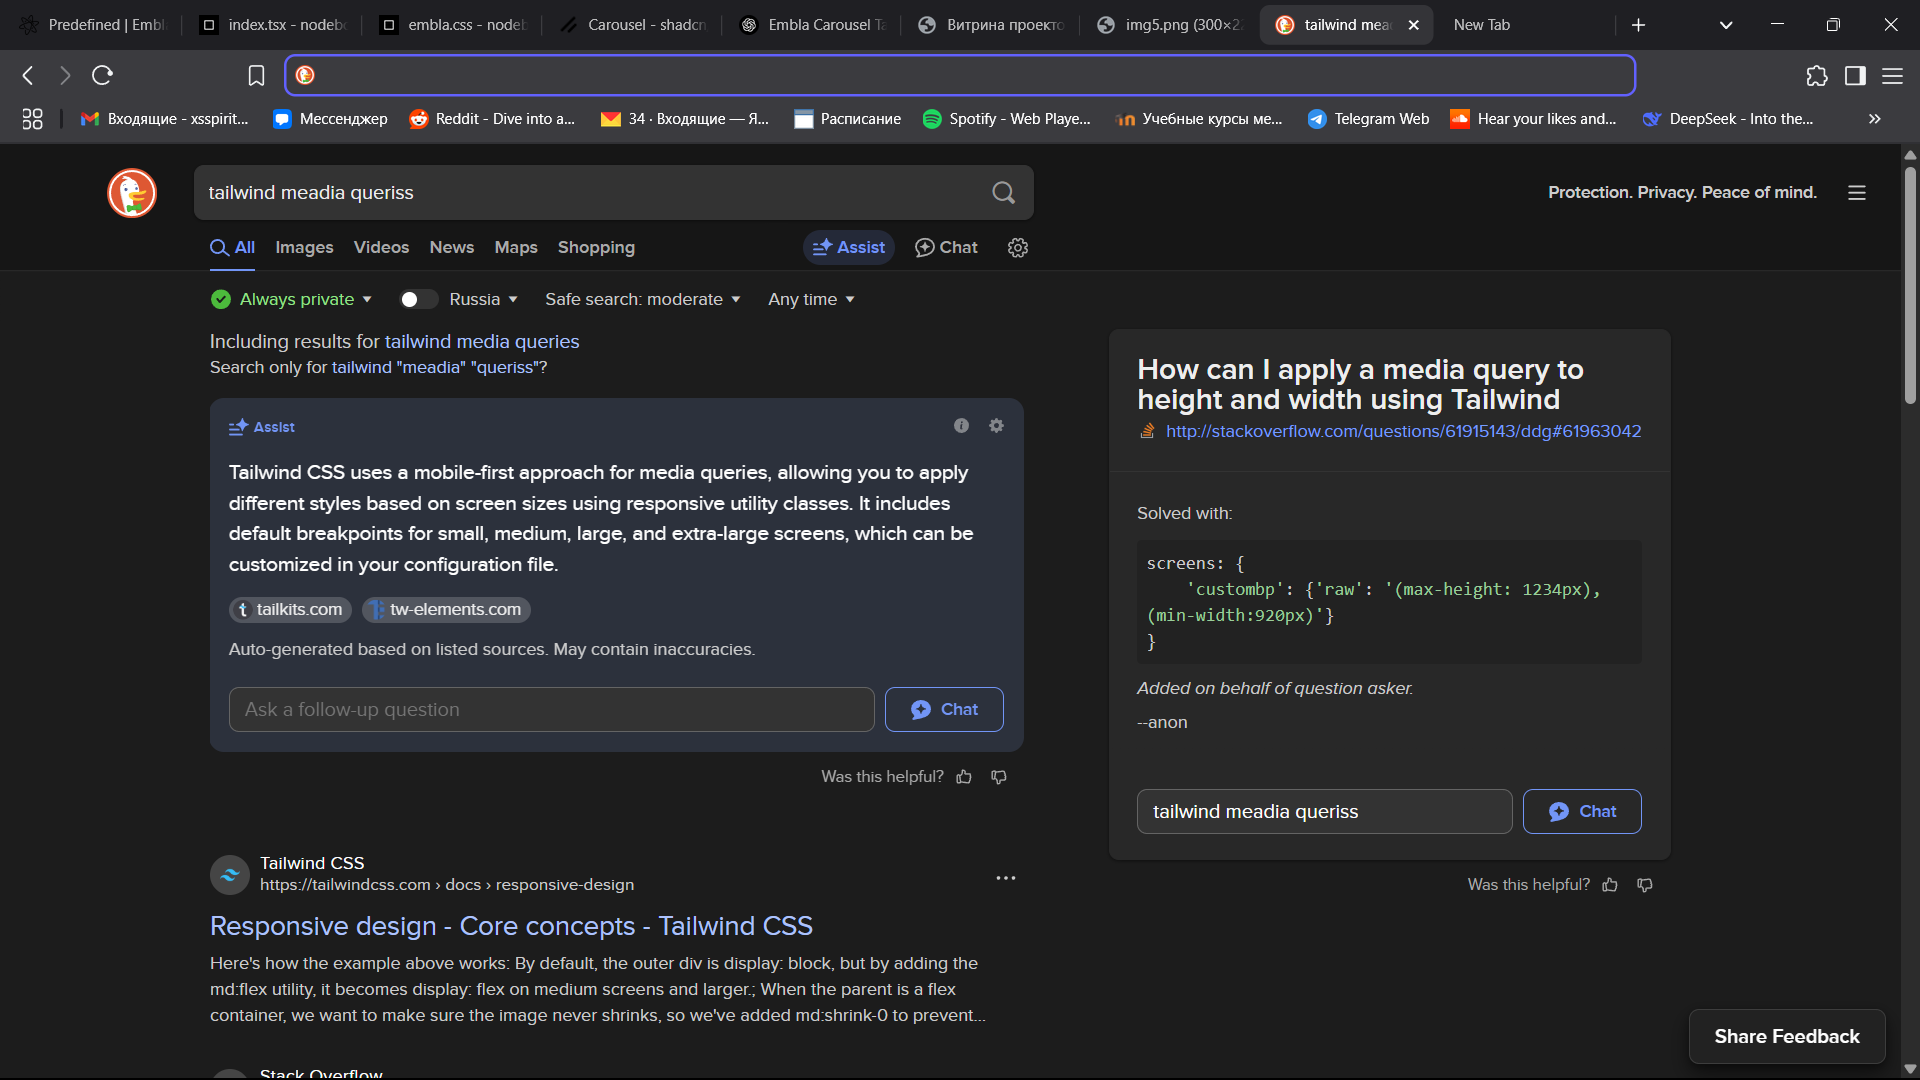 Predefined | Embl
index.tsx - nodeb
embla.css - nodeb
Carousel - shadcn
Embla Carousel Ta
Витрина проекто
img5.png (300×2
tailwind mea
New Tab
Входящие - xsspirit...
Мессенджер
Reddit - Dive into a...
34 · Входящие — Я...
Расписание
Spotify - Web Playe...
Учебные курсы ме...
Telegram Web
Hear your likes and...
DeepSeek - Into the...
tailwind meadia queriss
Protection. Privacy. Peace of mind.
All
Images
Videos
News
Maps
Shopping
Assist
Chat
Always private
Russia
Safe search: moderate
Any time
Including results for tailwind media queries
Search only for tailwind "meadia" "queriss"?
Assist
Tailwind CSS uses a mobile-first approach for media queries, allowing you to apply
different styles based on screen sizes using responsive utility classes. It includes
default breakpoints for small, medium, large, and extra-large screens, which can be
customized in your configuration file.
tailkits.com
tw-elements.com
Auto-generated based on listed sources. May contain inaccuracies.
Ask a follow-up question
Chat
Was this helpful?
Tailwind CSS
https://tailwindcss.com › docs › responsive-design
Responsive design - Core concepts - Tailwind CSS
Here's how the example above works: By default, the outer div is display: block, but by adding the
md:flex utility, it becomes display: flex on medium screens and larger.; When the parent is a flex
container, we want to make sure the image never shrinks, so we've added md:shrink-0 to prevent...
Stack Overflow
How can I apply a media query to
height and width using Tailwind
http://stackoverflow.com/questions/61915143/ddg#61963042
Solved with:
screens: {
'custombp': {'raw': '(max-height: 1234px),
(min-width:920px)'}
}
Added on behalf of question asker.
--anon
tailwind meadia queriss
Chat
Was this helpful?
Share Feedback